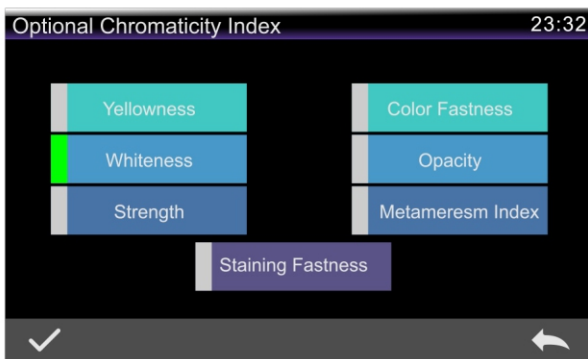 Optional Chromaticity Index 23:32
Yellowness Color Fastness
Whiteness Opacity
Strength Metameresm Index
Staining Fastness